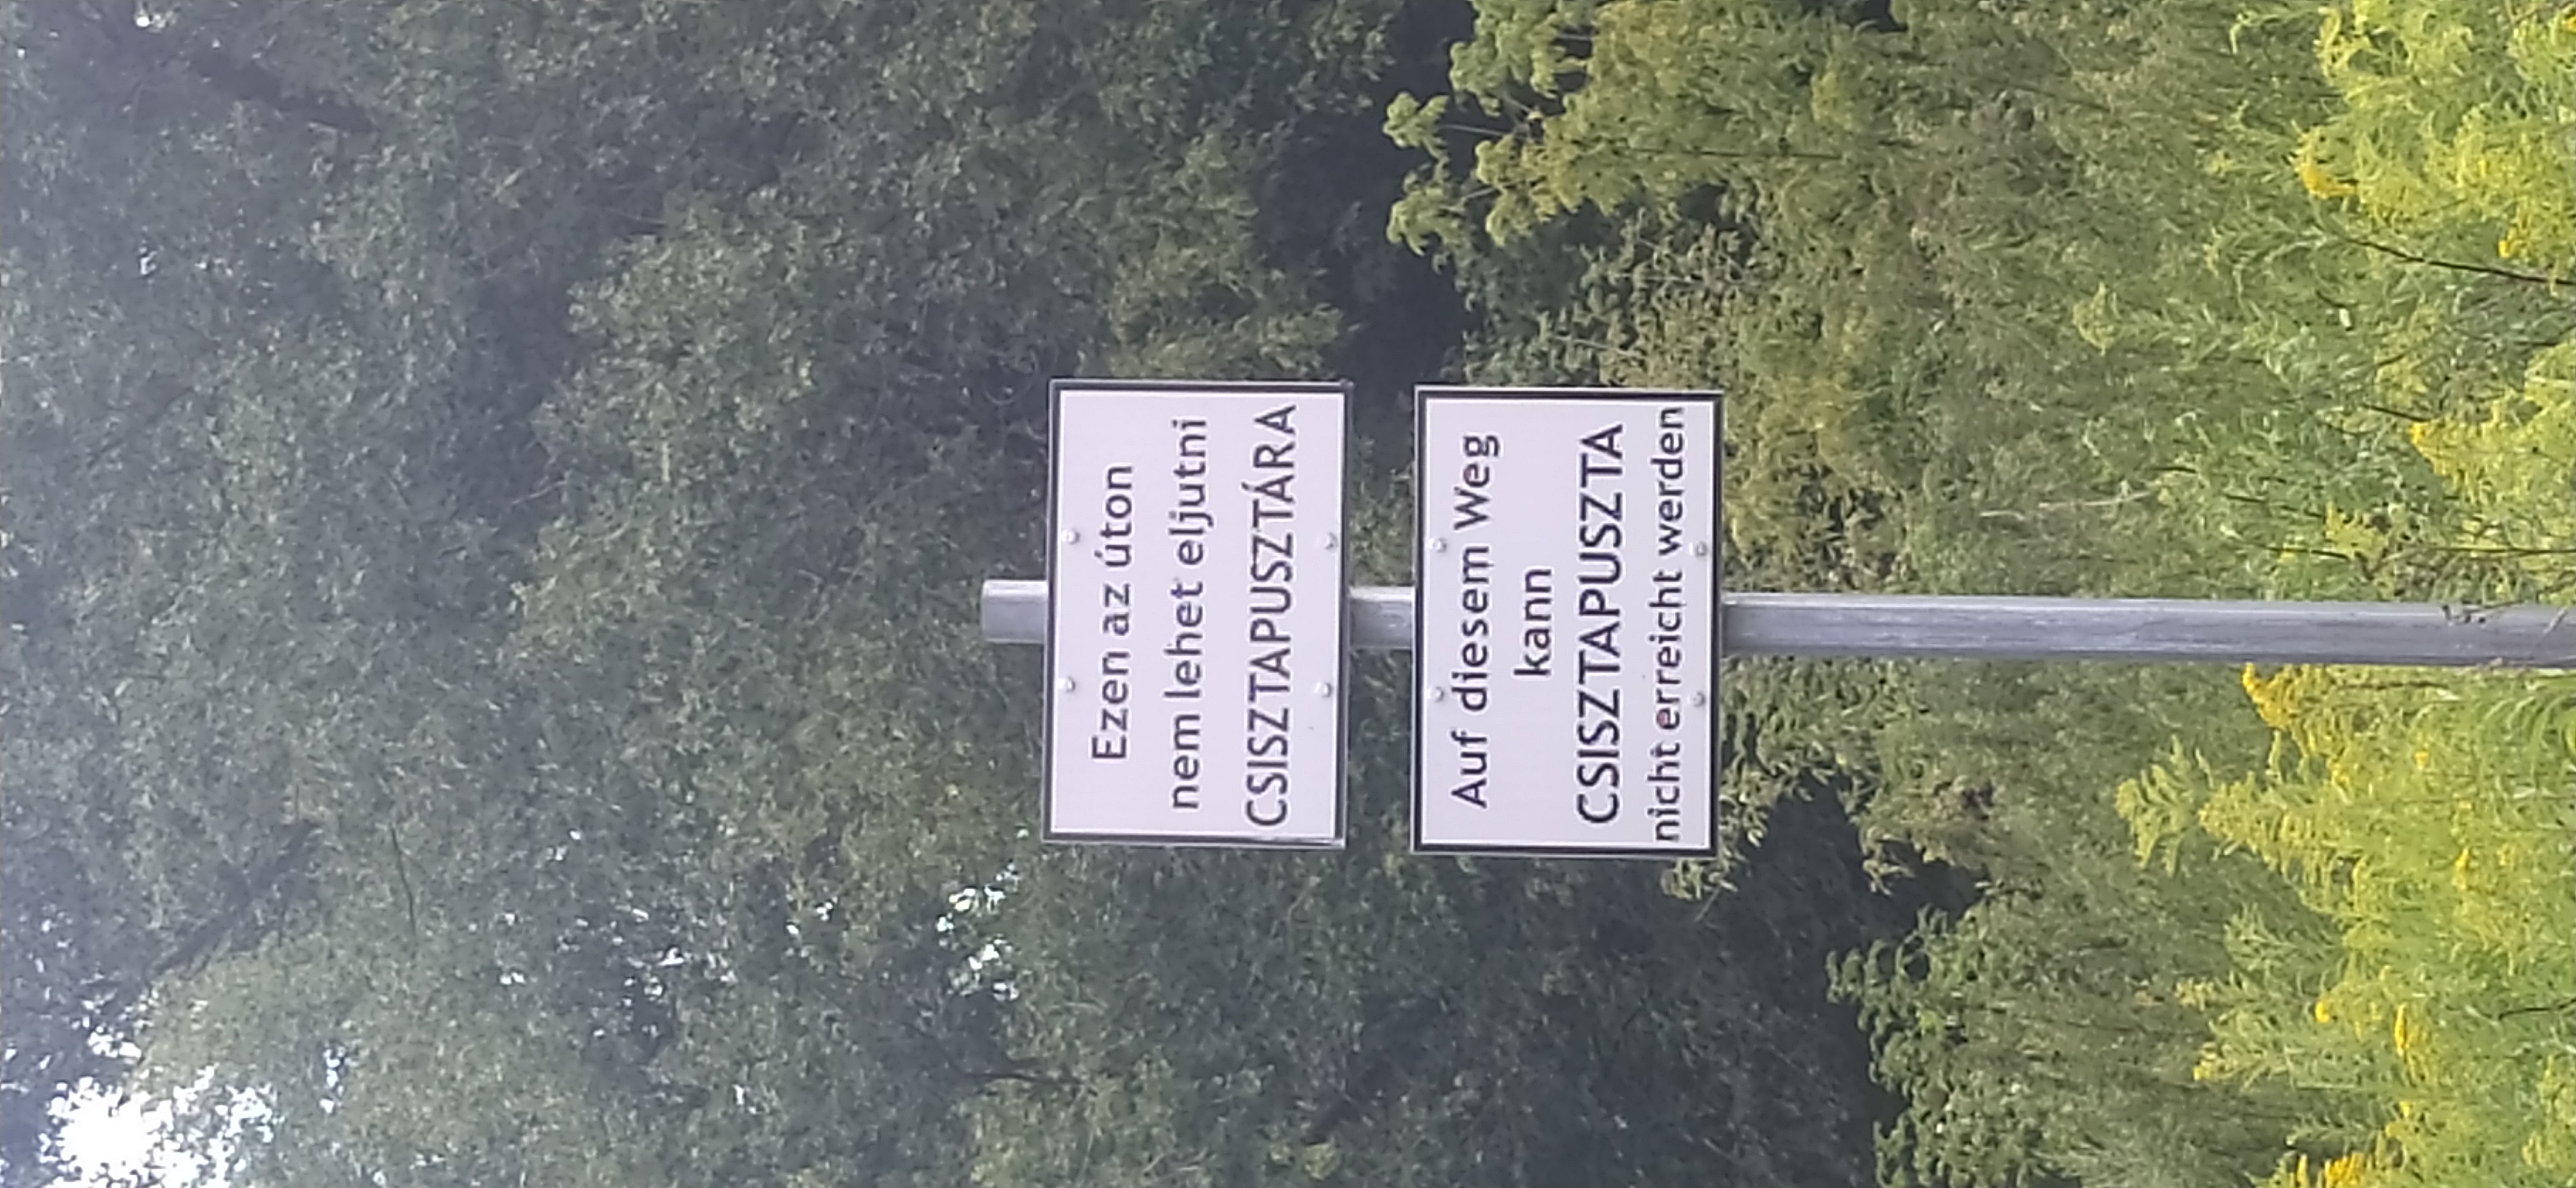 Ezen az úton
nem lehet eljutni
CSISZTAPUSZTÁRA
Auf diesem Weg
kann
CSISZTAPUSZTA
nicht erreicht werden